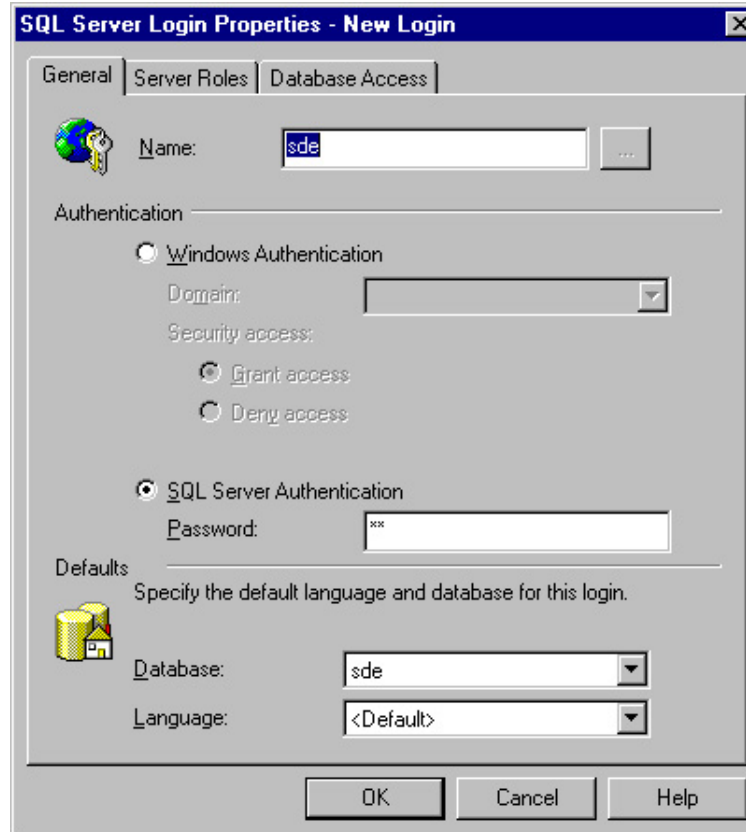 SQL Server Login Properties - New Login
General Server Roles Database Access
Name: sde ...
Authentication
Windows Authentication
Domain:
Security access:
Grant access
Deny access
SQL Server Authentication
Password: **
Defaults
Specify the default language and database for this login.
Database: sde
Language: <Default>
OK Cancel Help